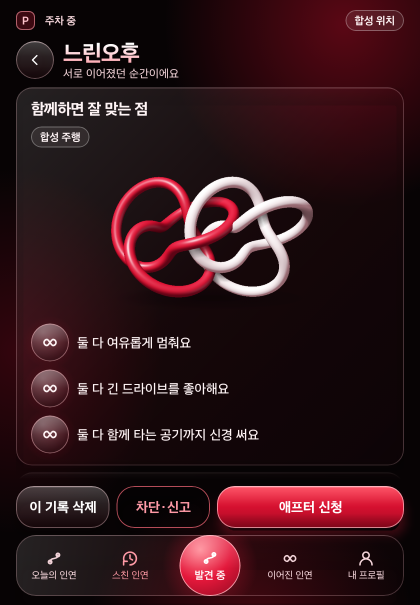 P 주차 중
합성 위치
느린오후
서로 이어졌던 순간이에요
함께하면 잘 맞는 점
합성 주행
둘 다 여유롭게 멈춰요
둘 다 긴 드라이브를 좋아해요
둘 다 함께 타는 공기까지 신경 써요
이 기록 삭제
차단·신고
애프터 신청
오늘의 인연
스친 인연
발견 중
이어진 인연
내 프로필